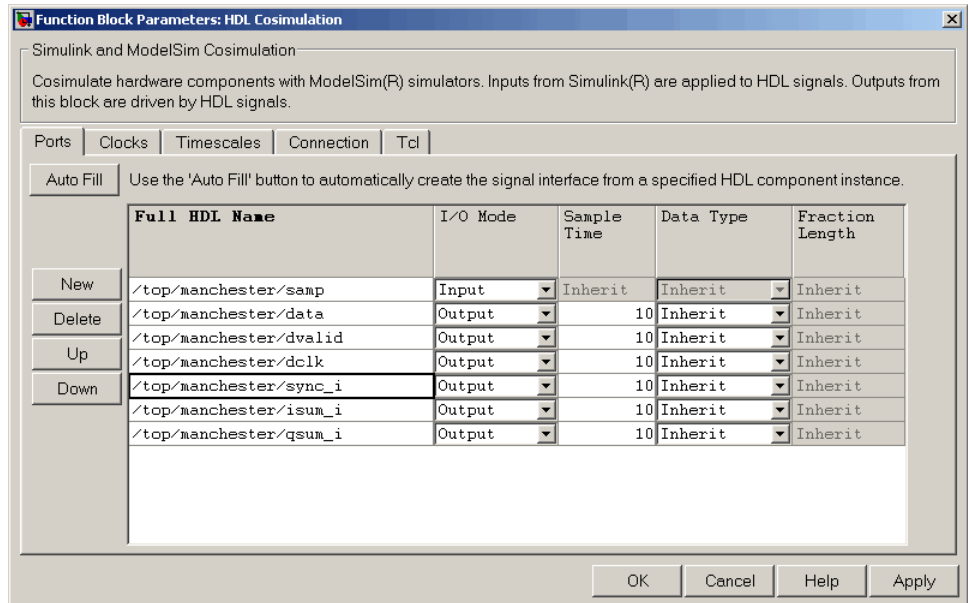 Function Block Parameters: HDL Cosimulation
Simulink and ModelSim Cosimulation
Cosimulate hardware components with ModelSim(R) simulators. Inputs from Simulink(R) are applied to HDL signals. Outputs from
this block are driven by HDL signals.
Ports Clocks Timescales Connection Tcl
Auto Fill Use the 'Auto Fill' button to automatically create the signal interface from a specified HDL component instance.
Full HDL Name I/O Mode Sample Time Data Type Fraction Length
New
Delete
Up
Down
/top/manchester/samp Input Inherit Inherit Inherit
/top/manchester/data Output 10 Inherit Inherit
/top/manchester/dvalid Output 10 Inherit Inherit
/top/manchester/dclk Output 10 Inherit Inherit
/top/manchester/sync_i Output 10 Inherit Inherit
/top/manchester/isum_i Output 10 Inherit Inherit
/top/manchester/qsum_i Output 10 Inherit Inherit
OK Cancel Help Apply